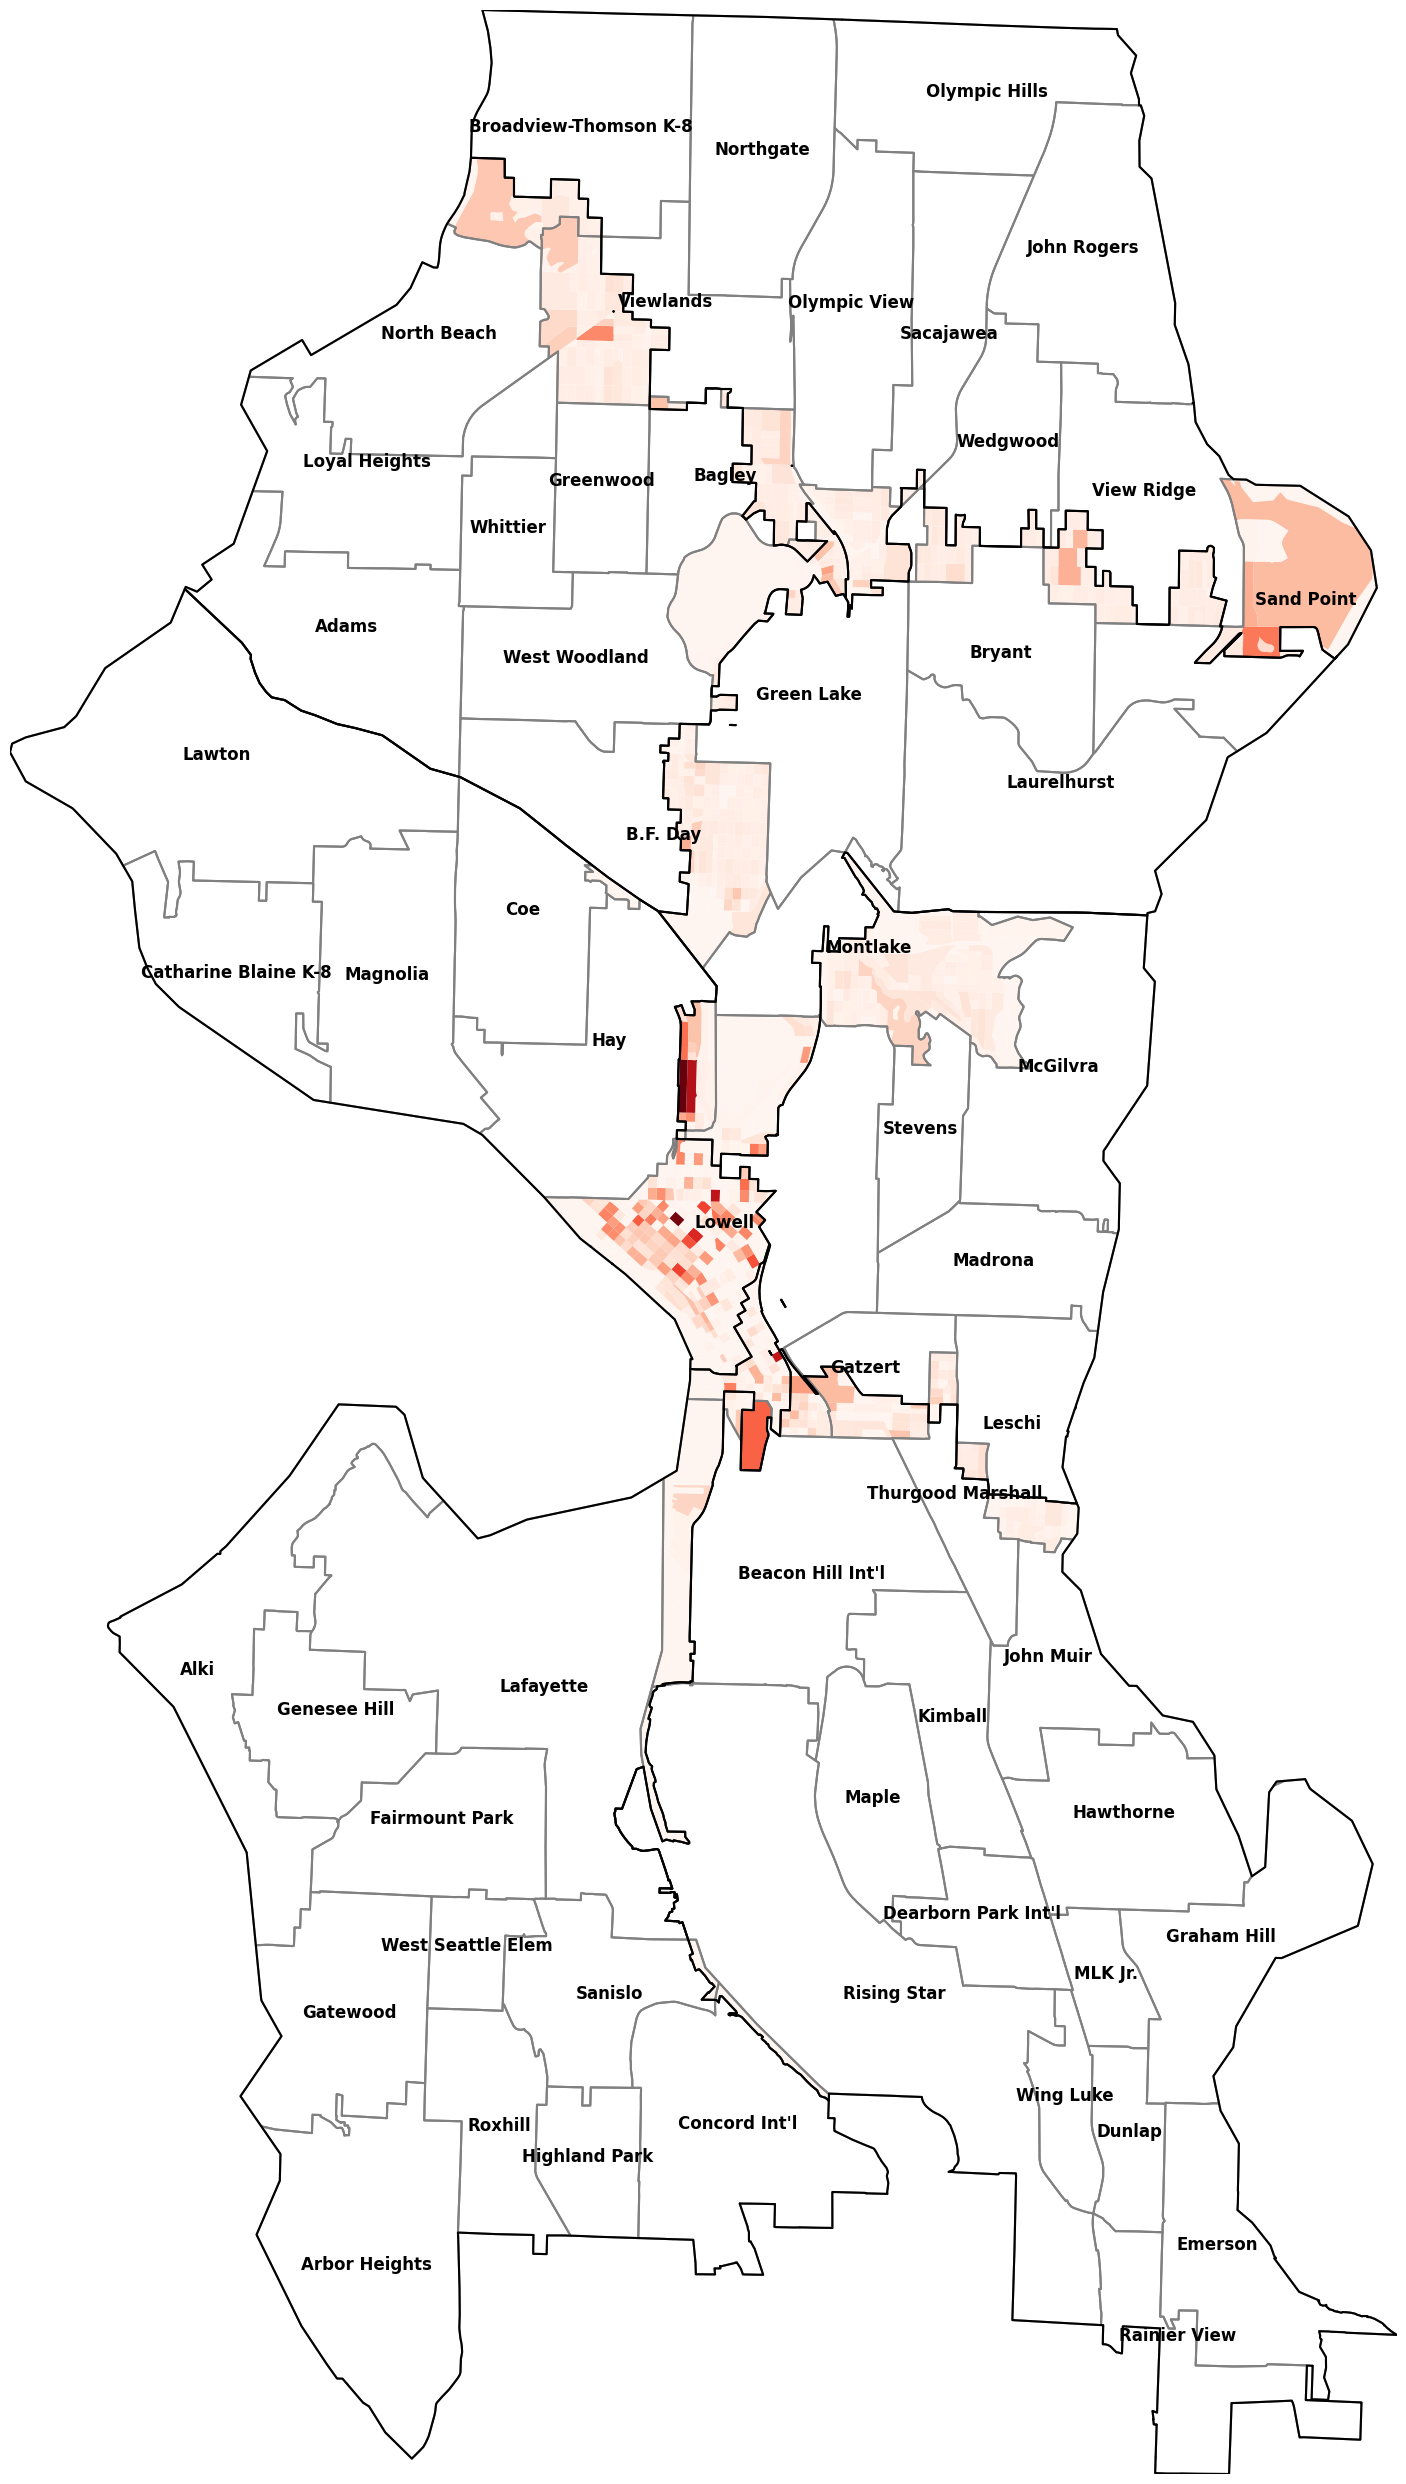 Olympic Hills
Broadview-Thomson K-8
Northgate
John Rogers
Viewlands
Olympic View
North Beach
Sacajawea
Wedgwood
Loyal Heights
Bagley
Greenwood
View Ridge
Whittier
Sand Point
Adams
Bryant
West Woodland
Green Lake
Lawton
Laurelhurst
B.F. Day
Coe
Montlake
Catharine Blaine K-8
Magnolia
Hay
McGilvra
Stevens
Lowell
Madrona
Gatzert
Leschi
Thurgood Marshall
Beacon Hill Int'l
John Muir
Alki
Lafayette
Genesee Hill
Kimball
Maple
Hawthorne
Fairmount Park
Dearborn Park Int'l
Graham Hill
West Seattle Elem
MLK Jr.
Sanislo
Rising Star
Gatewood
Wing Luke
Concord Int'l
Roxhill
Dunlap
Highland Park
Emerson
Arbor Heights
Rainier View